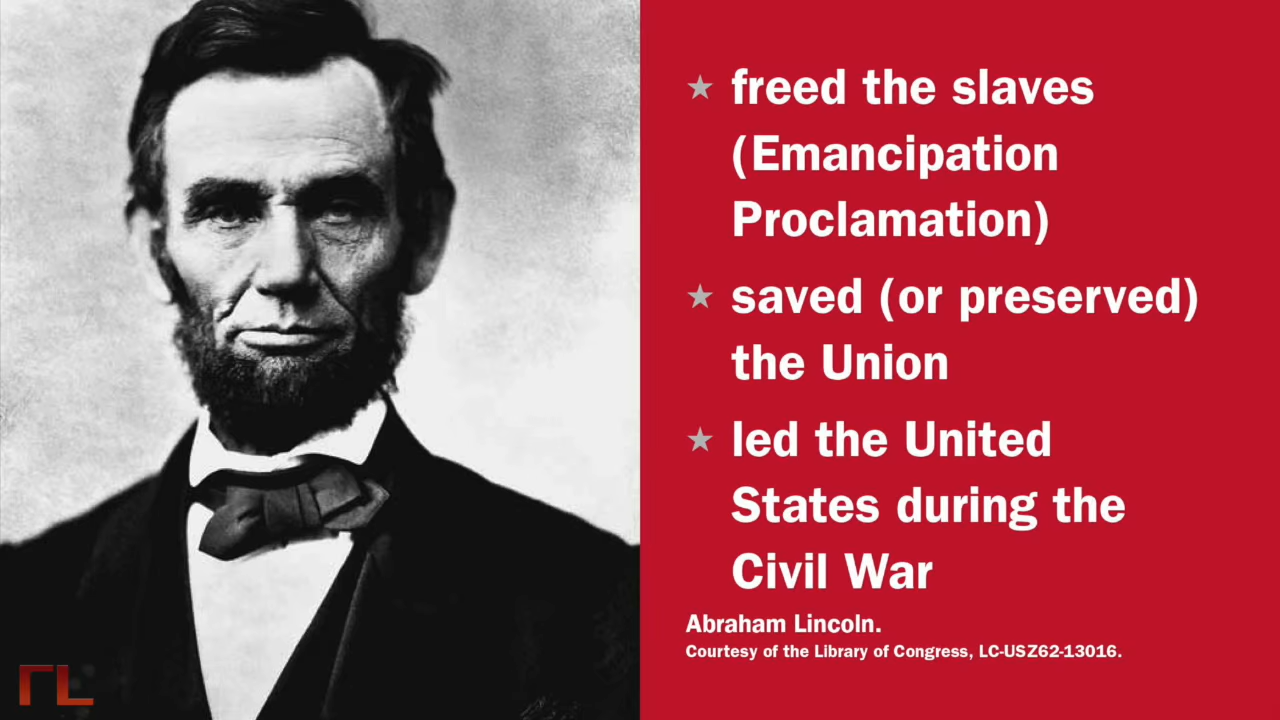 freed the slaves
(Emancipation
Proclamation)
saved (or preserved)
the Union
led the United
States during the
Civil War
Abraham Lincoln.
Courtesy of the Library of Congress, LC-USZ62-13016.